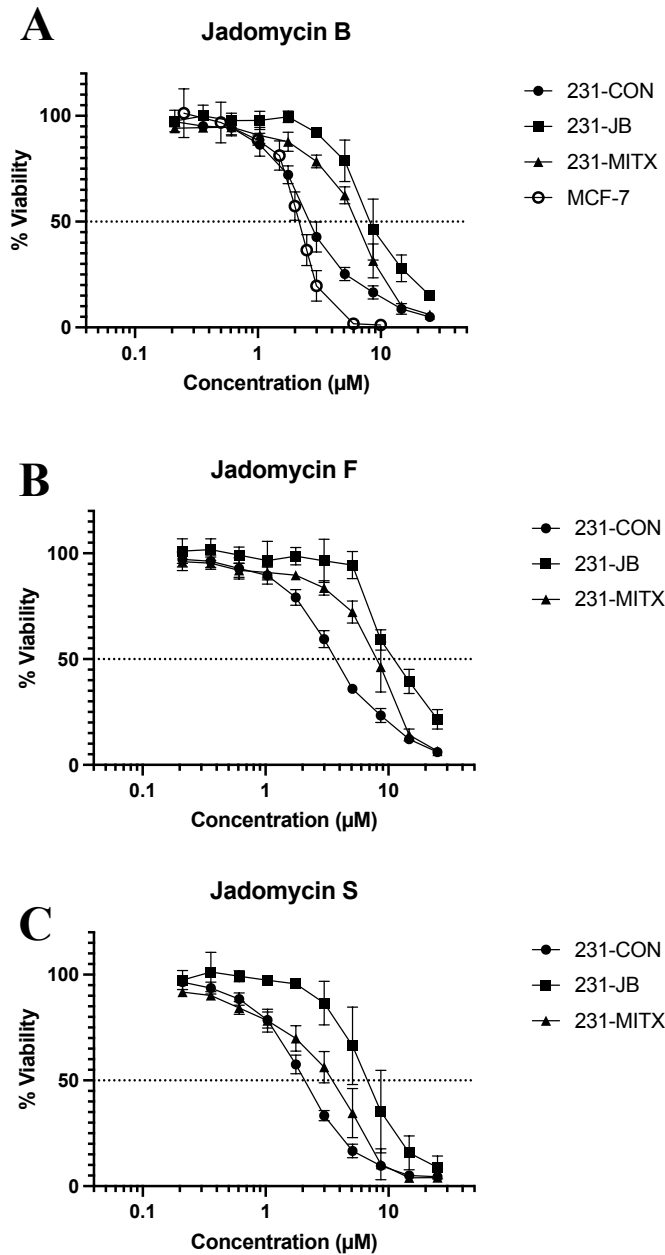 A
Jadomycin B
231-CON
231-JB
231-MITX
MCF-7
% Viability
100
50
0
0.1 1 10
Concentration (µM)
B
Jadomycin F
231-CON
231-JB
231-MITX
% Viability
100
50
0
0.1 1 10
Concentration (µM)
C
Jadomycin S
231-CON
231-JB
231-MITX
% Viability
100
50
0
0.1 1 10
Concentration (µM)